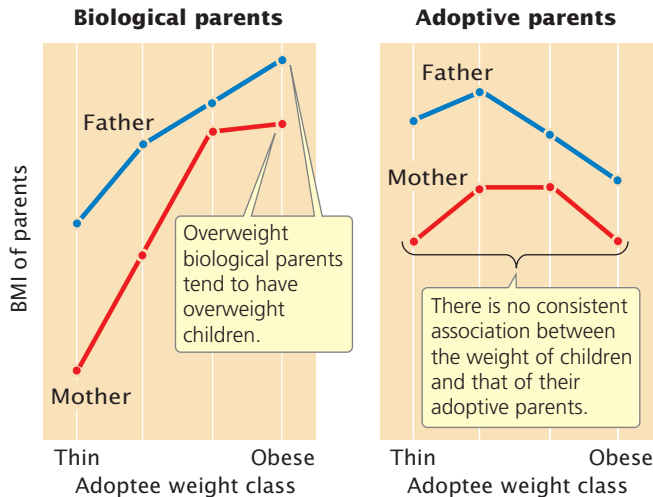 Biological parents
Father
BMI of parents
Overweight
biological parents
tend to have
overweight
children.
Mother
Thin
Obese
Adoptee weight class
Adoptive parents
Father
Mother
There is no consistent
association between
the weight of children
and that of their
adoptive parents.
Thin
Obese
Adoptee weight class